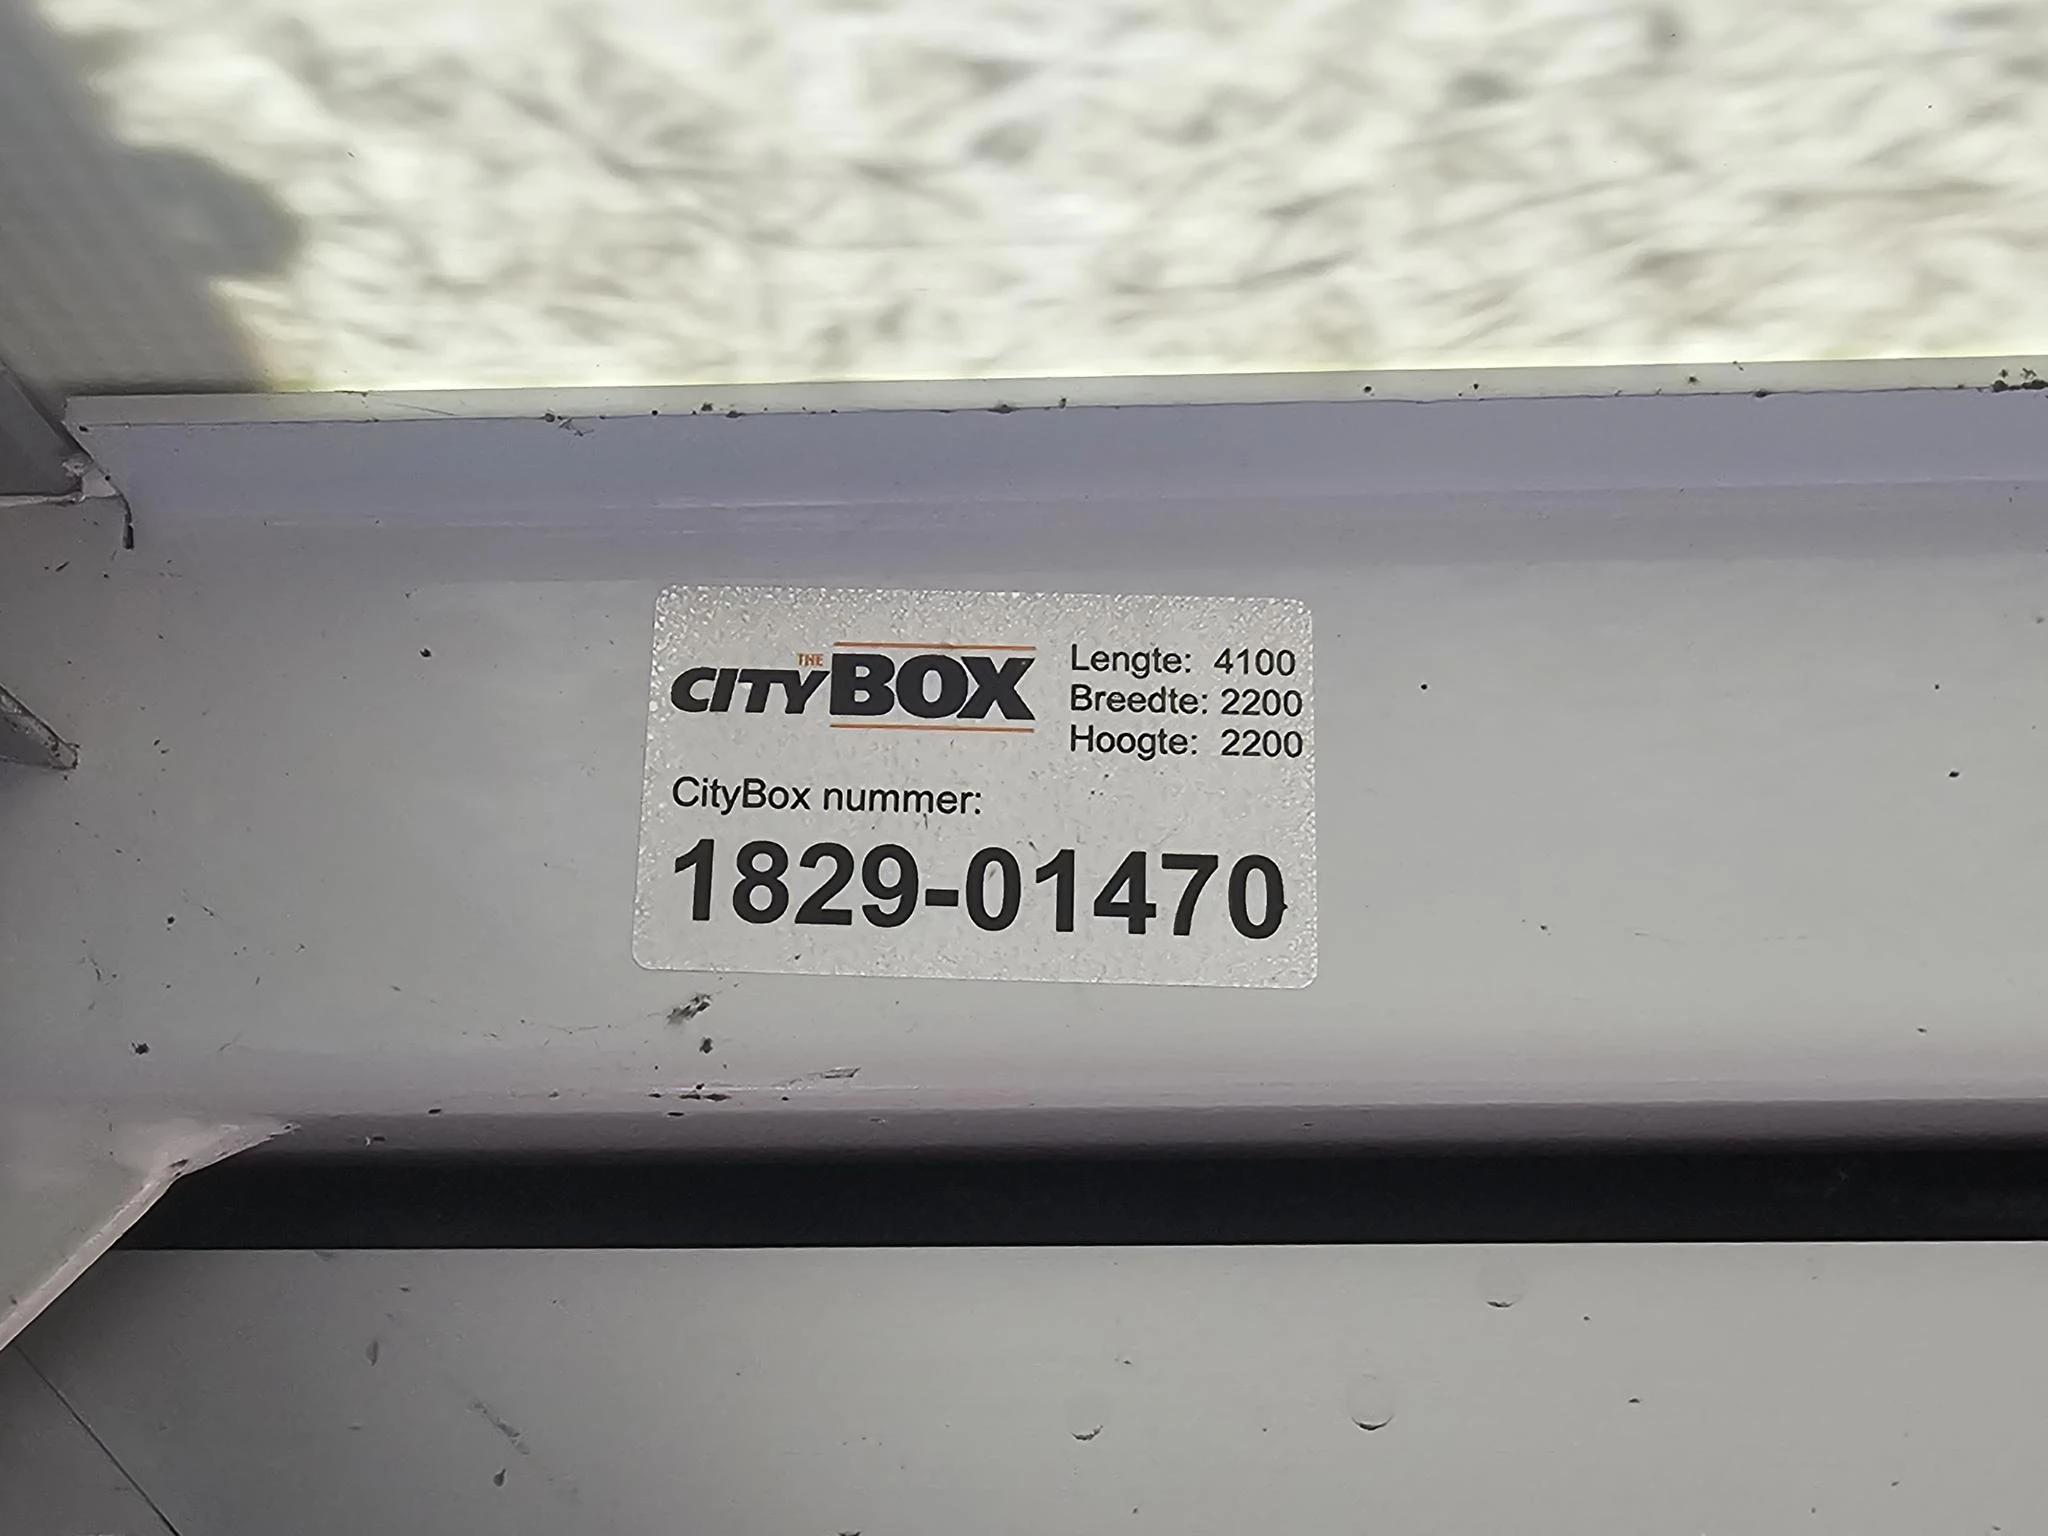 THE
CITYBOX
Lengte: 4100
Breedte: 2200
Hoogte: 2200
CityBox nummer:
1829-01470